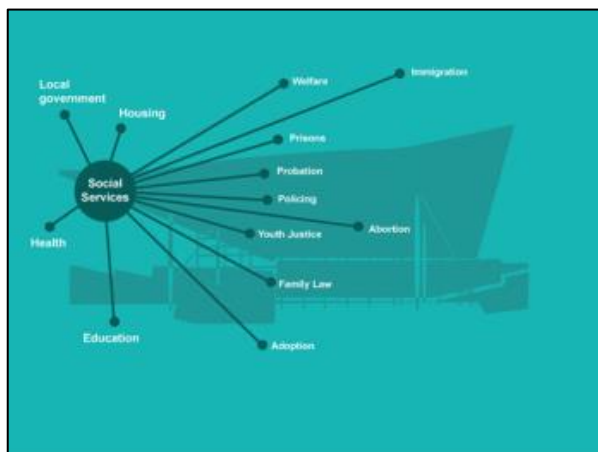 Local
government
Housing
Welfare
Immigration
Prisons
Probation
Social
Services
Policing
Abortion
Health
Youth Justice
Family Law
Education
Adoption